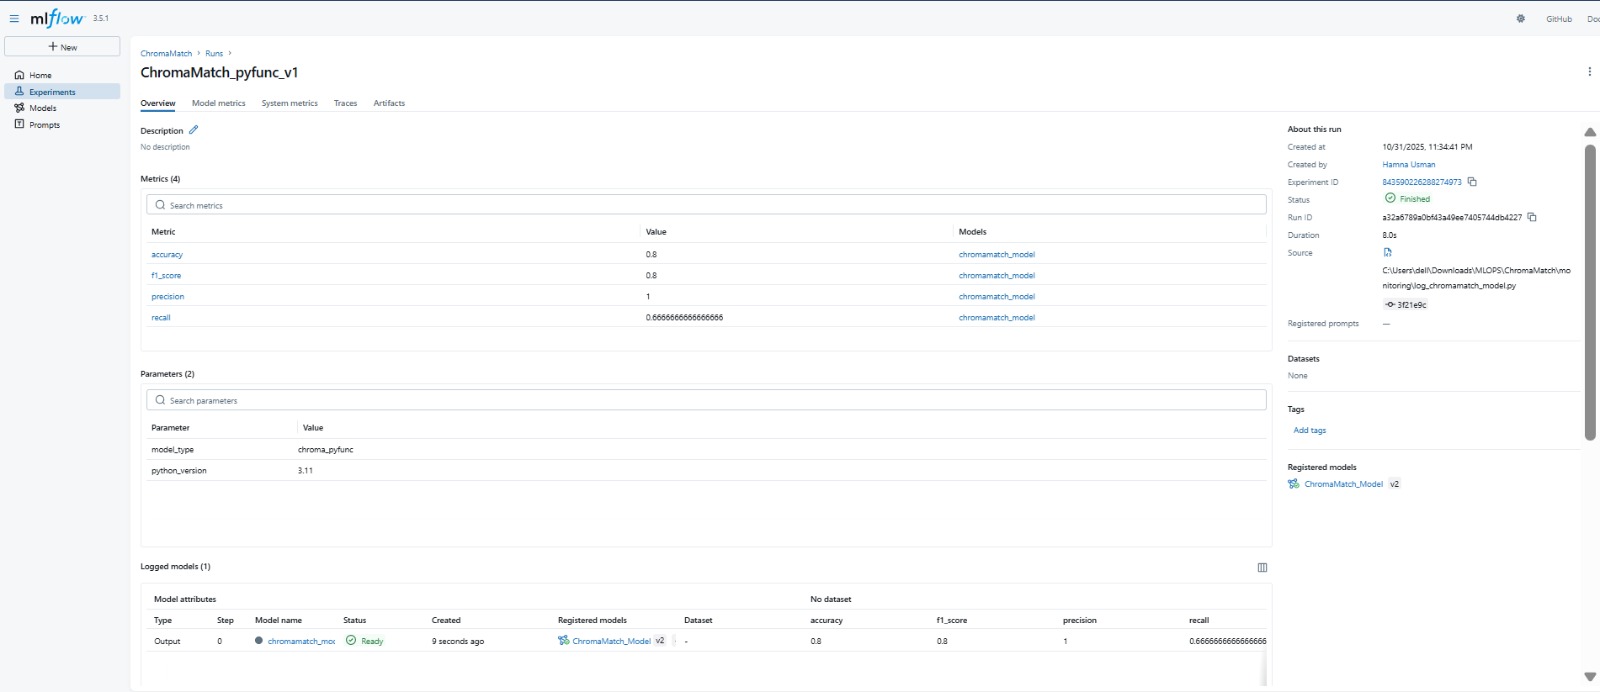 mlflow 3.5.1
GitHub
Doc
+ New
Home
Experiments
Models
Prompts
ChromaMatch > Runs >
ChromaMatch_pyfunc_v1
Overview Model metrics System metrics Traces Artifacts
Description
No description
Metrics (4)
Search metrics
Metric Value Models
accuracy 0.8 chromamatch_model
f1_score 0.8 chromamatch_model
precision 1 chromamatch_model
recall 0.6666666666666666 chromamatch_model
Parameters (2)
Search parameters
Parameter Value
model_type chroma_pyfunc
python_version 3.11
Logged models (1)
Model attributes No dataset
Type Step Model name Status Created Registered models Dataset accuracy f1_score precision recall
Output 0 chromamatch_moc Ready 9 seconds ago ChromaMatch_Model v2 - 0.8 0.8 1 0.6666666666666666
About this run
Created at 10/31/2025, 11:34:41 PM
Created by Hamna Usman
Experiment ID 843590226288274973
Status Finished
Run ID a32a6789a0bf43a49ee7405744db4227
Duration 8.0s
Source
C:\Users\dell\Downloads\MLOPS\ChromaMatch\mo
nitoring\log_chromamatch_model.py
3f21e9c
Registered prompts —
Datasets
None
Tags
Add tags
Registered models
ChromaMatch_Model v2